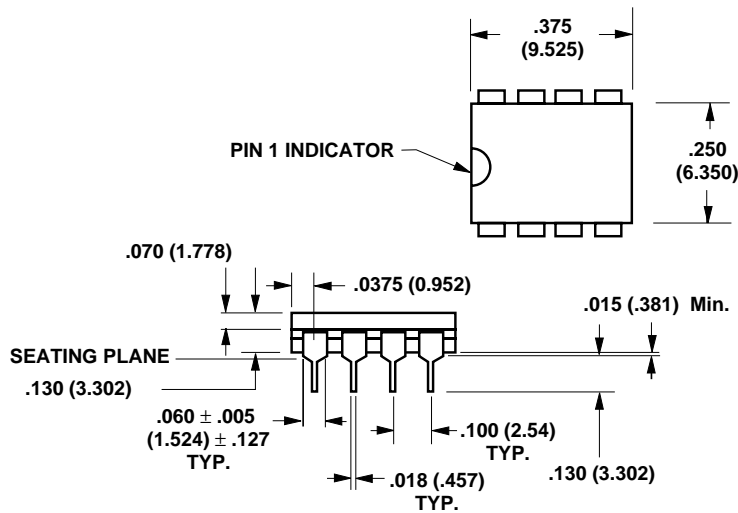 .375
(9.525)
PIN 1 INDICATOR
.250
(6.350)
.070 (1.778)
.0375 (0.952)
.015 (.381) Min.
SEATING PLANE
.130 (3.302)
.060 ± .005
(1.524) ± .127
TYP.
.100 (2.54)
TYP.
.130 (3.302)
.018 (.457)
TYP.